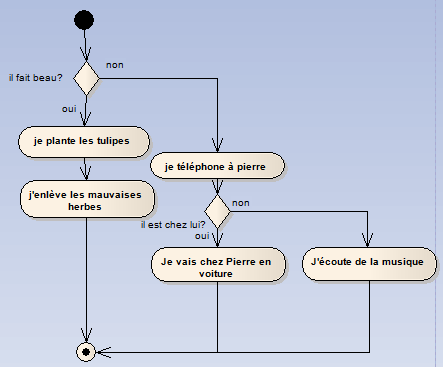 non
il fait beau?
oui
je plante les tulipes
je téléphone à pierre
j'enlève les mauvaises
herbes
non
il est chez lui?
oui
Je vais chez Pierre en
voiture
J'écoute de la musique